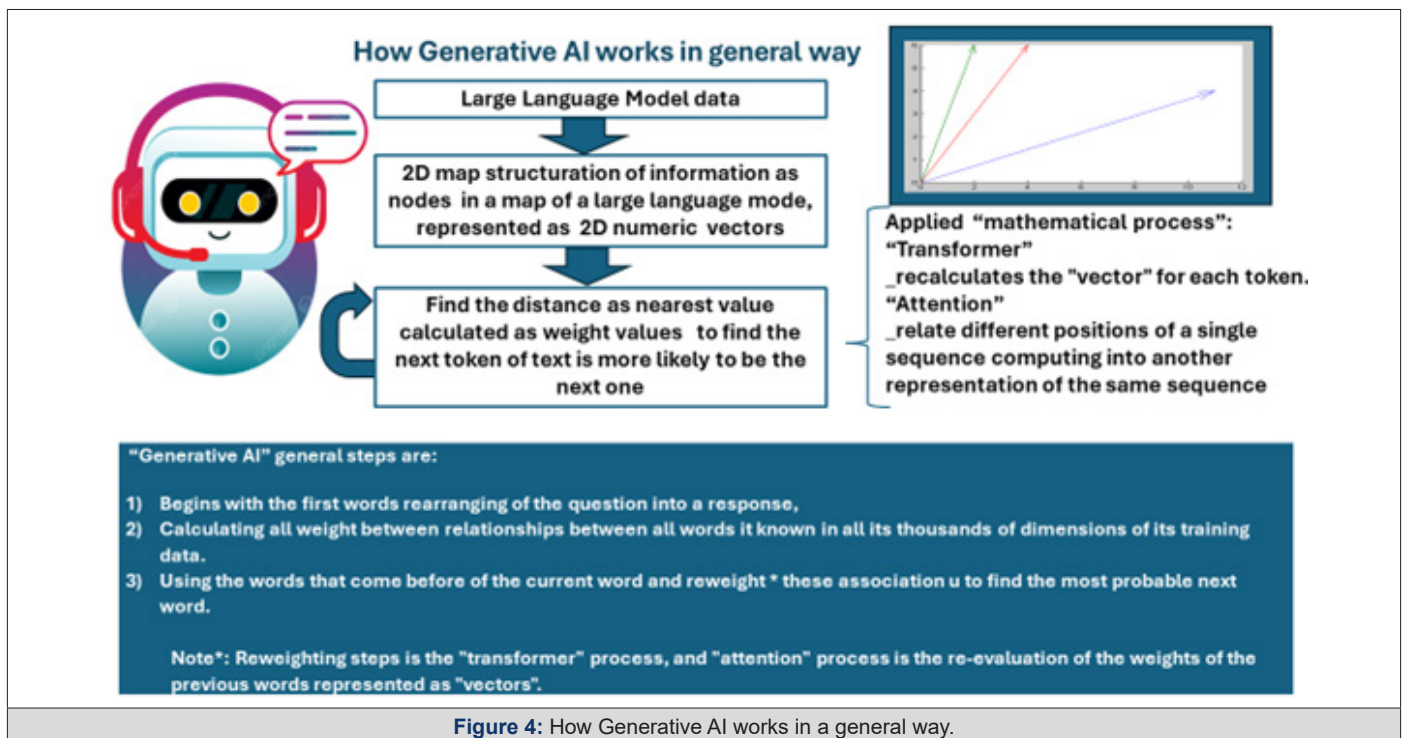 How Generative AI works in general way
Large Language Model data
2D map structuration of information as
nodes in a map of a large language mode,
represented as 2D numeric vectors
Find the distance as nearest value
calculated as weight values to find the
next token of text is more likely to be the
next one
Applied “mathematical process”:
“Transformer”
_recalculates the "vector" for each token.
“Attention”
_relate different positions of a single
sequence computing into another
representation of the same sequence
“Generative AI” general steps are:
1) Begins with the first words rearranging of the question into a response,
2) Calculating all weight between relationships between all words it known in all its thousands of dimensions of its training
data.
3) Using the words that come before of the current word and reweight * these association u to find the most probable next
word.
Note*: Reweighting steps is the "transformer" process, and "attention" process is the re-evaluation of the weights of the
previous words represented as "vectors".
Figure 4: How Generative AI works in a general way.